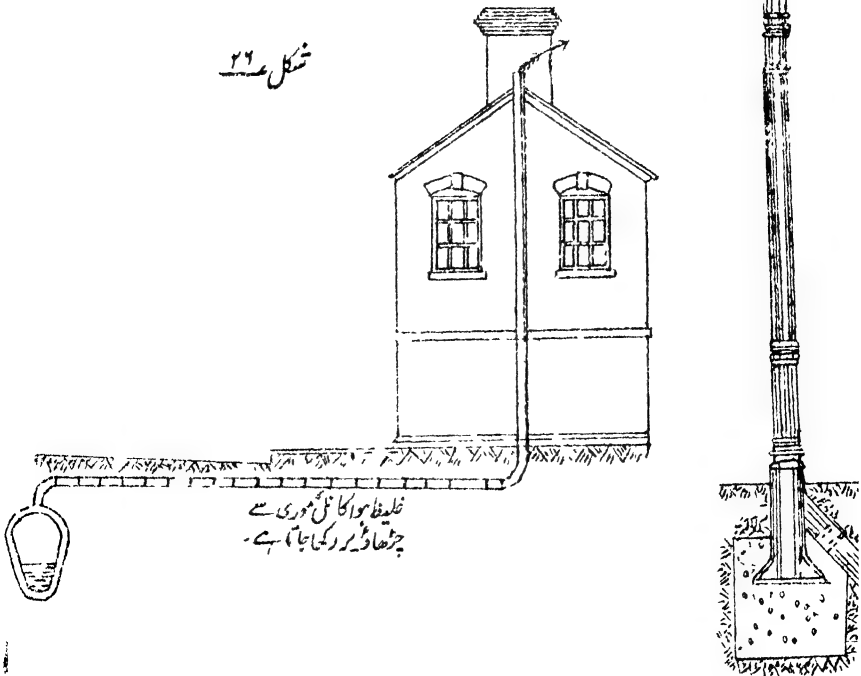 شکل ۲۶
غلیظ ہوا کا نل موری سے
چڑھاؤ پر رکھا جاتا ہے۔